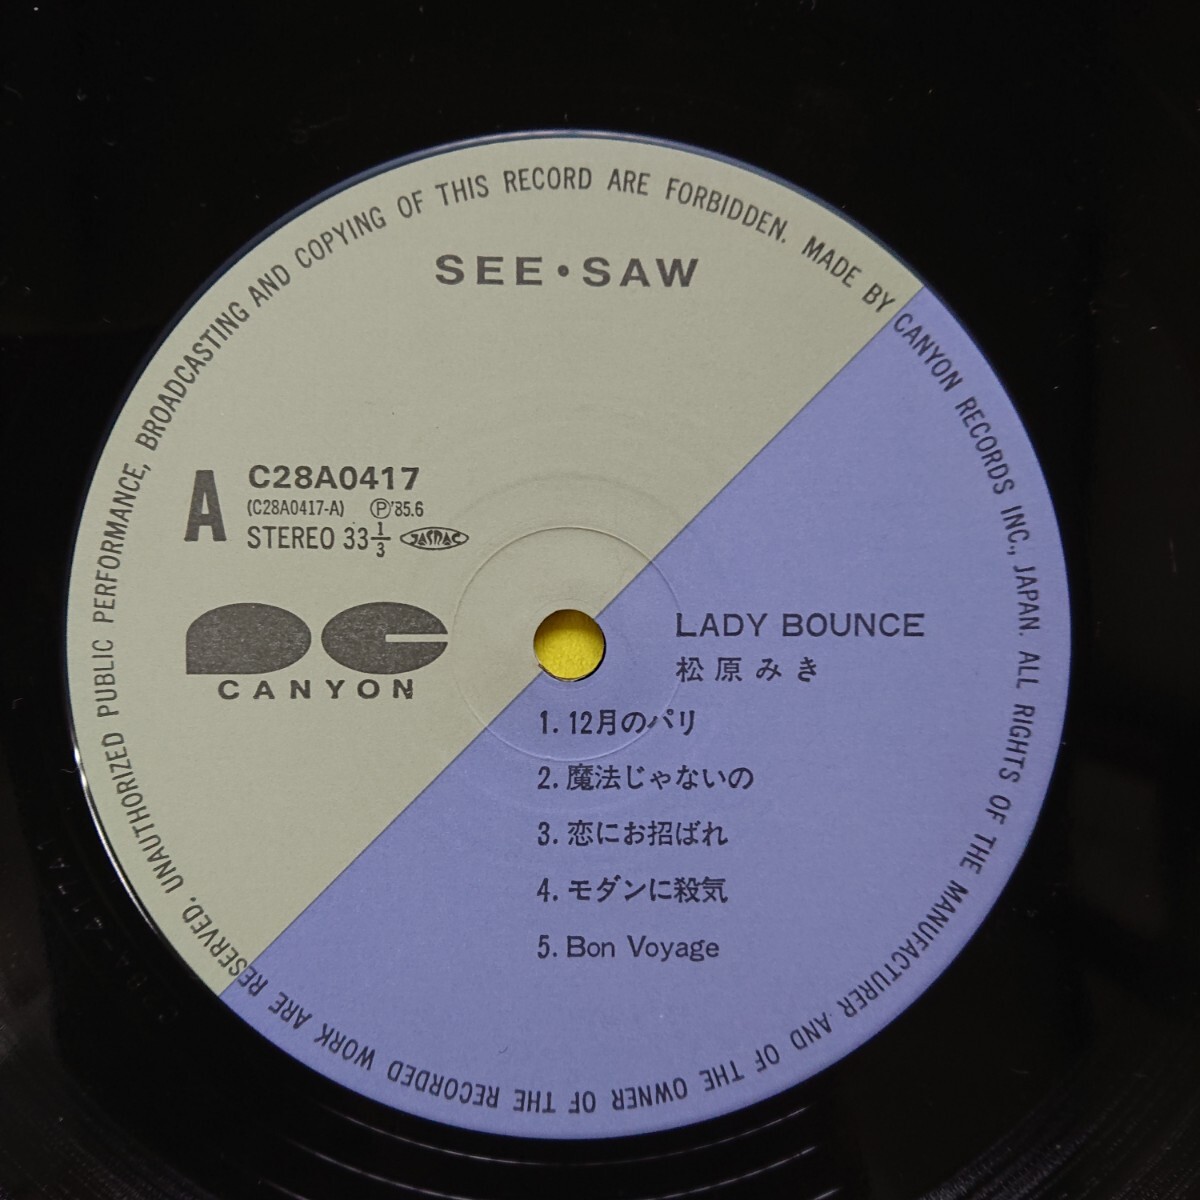 SEE・SAW
A
C28A0417
(C28A0417-A) Ⓟ'85.6
STEREO 33 1/3 JASRAC
CANYON
LADY BOUNCE
松原みき
1. 12月のパリ
2. 魔法じゃないの
3. 恋にお招ばれ
4. モダンに殺気
5. Bon Voyage
MADE BY CANYON RECORDS INC., JAPAN. ALL RIGHTS OF THE MANUFACTURER AND OF THE OWNER OF THE RECORDED WORK ARE RESERVED. UNAUTHORIZED PUBLIC PERFORMANCE, BROADCASTING AND COPYING OF THIS RECORD ARE FORBIDDEN.